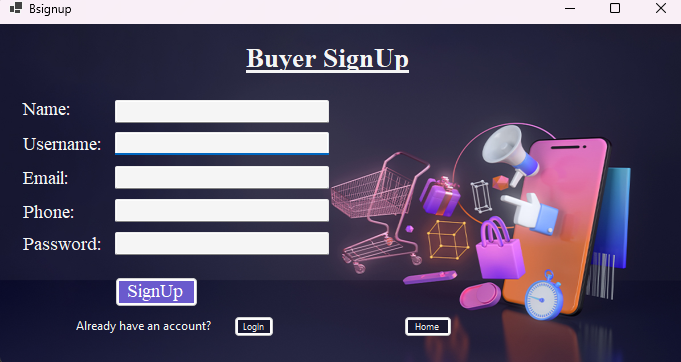 Bsignup
Buyer SignUp
Name:
Username:
Email:
Phone:
Password:
SignUp
Already have an account? LogIn Home